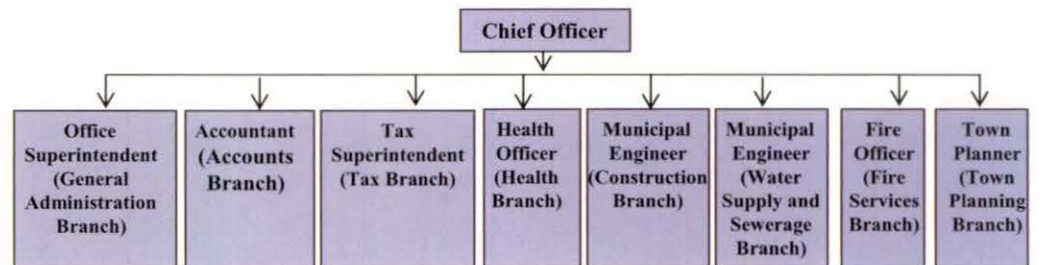 Chief Officer
Office
Superintendent
(General
Administration
Branch)
Accountant
(Accounts
Branch)
Tax
Superintendent
(Tax Branch)
Health
Officer
(Health
Branch)
Municipal
Engineer
(Construction
Branch)
Municipal
Engineer
(Water
Supply and
Sewerage
Branch)
Fire
Officer
(Fire
Services
Branch)
Town
Planner
(Town
Planning
Branch)